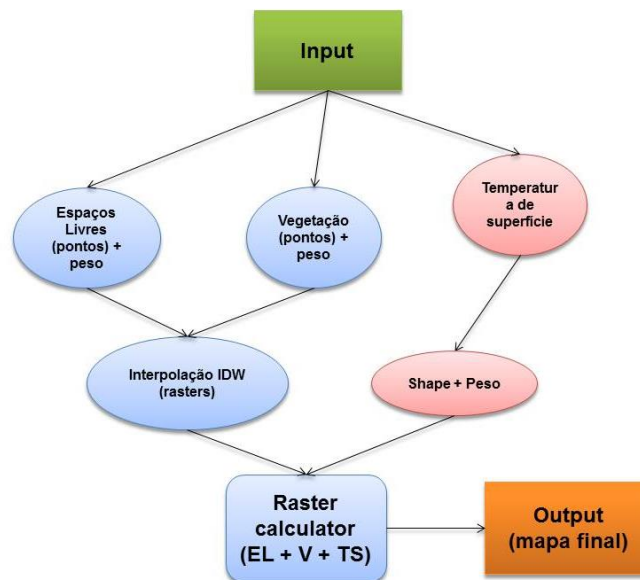 Input
Espaços
Livres
(pontos) +
peso
Vegetação
(pontos) +
peso
Temperatur
a de
superficie
Interpolação IDW
(rasters)
Shape + Peso
Raster
calculator
(EL + V + TS)
Output
(mapa final)